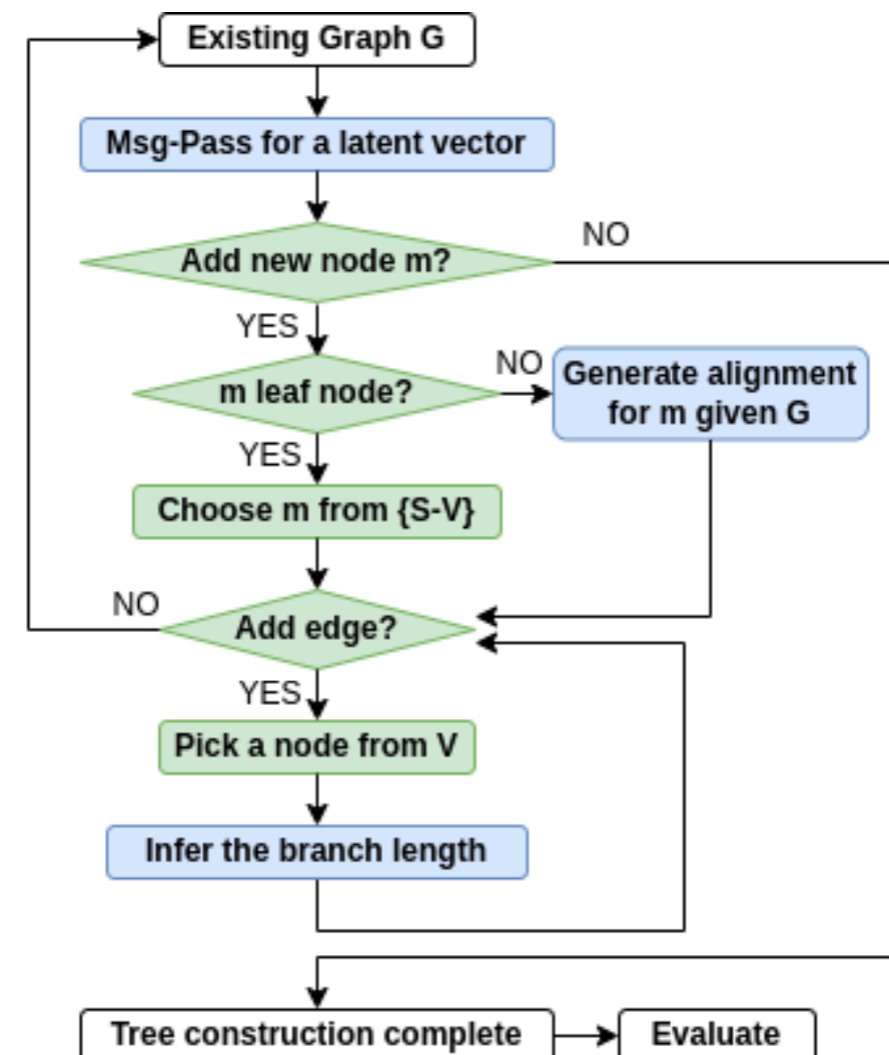 Existing Graph G
Msg-Pass for a latent vector
NO
Add new node m?
YES
NO
m leaf node?
Generate alignment
for m given G
YES
Choose m from {S-V}
NO
Add edge?
YES
Pick a node from V
Infer the branch length
Tree construction complete
Evaluate